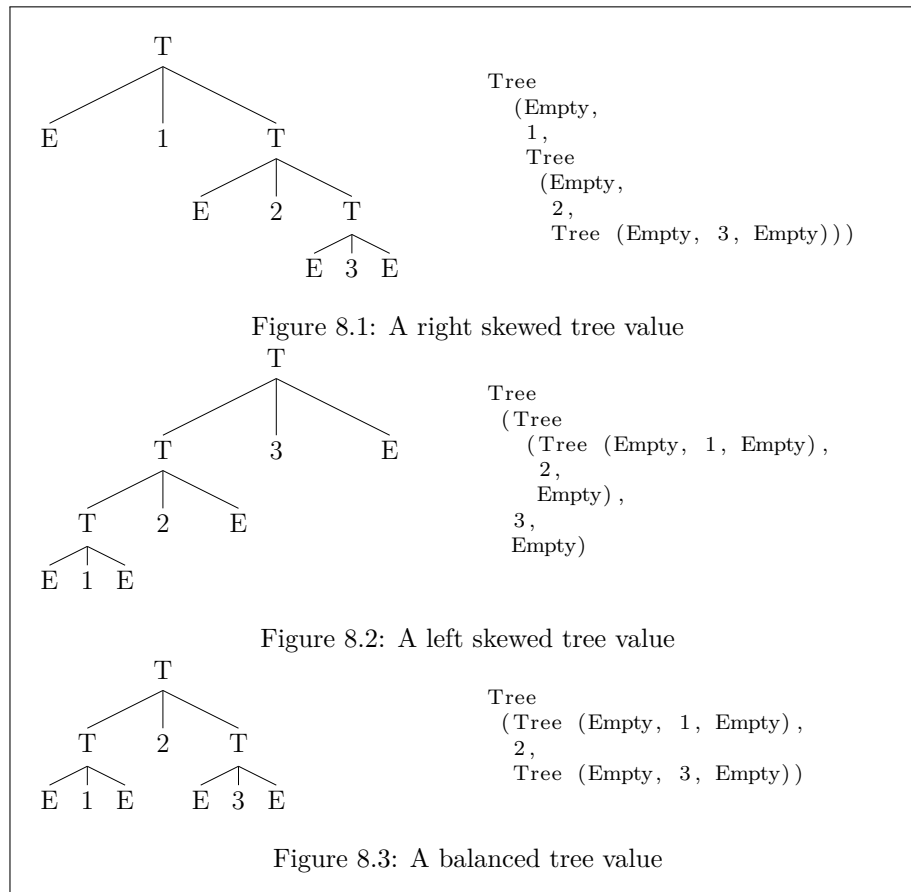 T
E 1 T
E 2 T
E 3 E
Tree
(Empty,
1,
Tree
(Empty,
2,
Tree (Empty, 3, Empty)))
Figure 8.1: A right skewed tree value
T
T 3 E
T 2 E
E 1 E
Tree
(Tree
(Tree (Empty, 1, Empty),
2,
Empty),
3,
Empty)
Figure 8.2: A left skewed tree value
T
T 2 T
E 1 E E 3 E
Tree
(Tree (Empty, 1, Empty),
2,
Tree (Empty, 3, Empty))
Figure 8.3: A balanced tree value